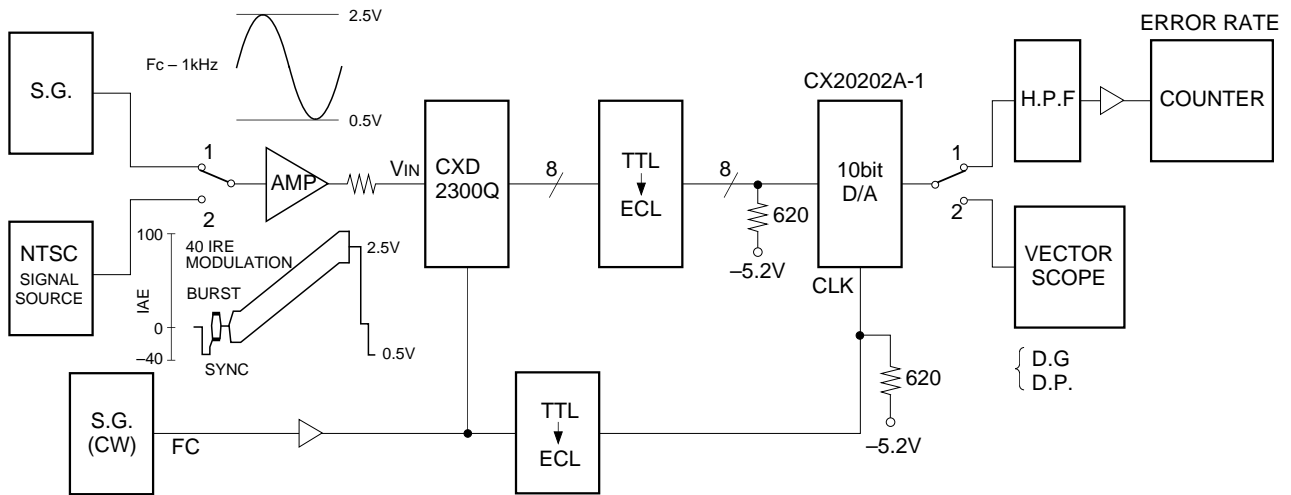 2.5V
Fc – 1kHz
0.5V
S.G.
1
2
AMP
VIN
CXD
2300Q
8
TTL
ECL
8
620
–5.2V
CX20202A-1
10bit
D/A
CLK
1
2
H.P.F
ERROR RATE
COUNTER
VECTOR
SCOPE
D.G
D.P.
NTSC
SIGNAL
SOURCE
100
IAE
0
–40
40 IRE
MODULATION
BURST
SYNC
2.5V
0.5V
S.G.
(CW)
FC
TTL
ECL
620
–5.2V